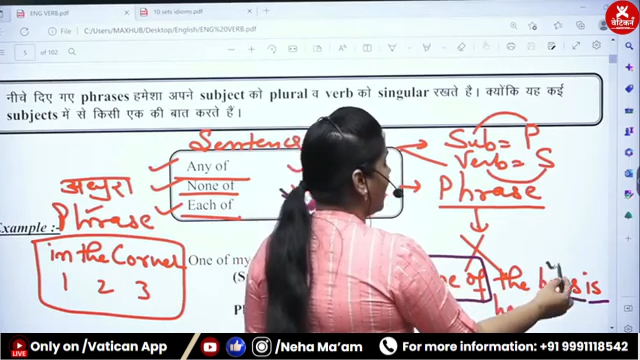 ENG VERB.pdf
10 sets idioms.pdf
File
C:/Users/MAXHUB/Desktop/English/ENG%20VERB.pdf
5 of 102
वेटिकन
नीचे दिए गए phrases हमेशा अपने subject को plural व verb को singular रखते है। क्योंकि यह कई
subjects में से किसी एक की बात करते हैं।
Sentence
Sub = P
Verb = S
Any of
None of
Each of
Phrase
अधुरा
Phrase
Example :-
in the Corner
1 2 3
One of my
of the boys is
Only on /Vatican App
/Neha Ma'am
For more information: +91 9991118542